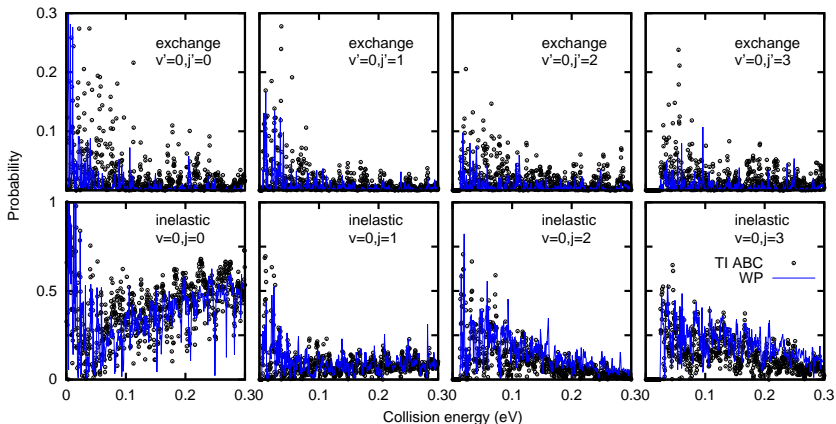 0.3
0.2
0.1
exchange
v'=0,j'=0
exchange
v'=0,j'=1
exchange
v'=0,j'=2
exchange
v'=0,j'=3
Probability
1
0.5
0
inelastic
v=0,j=0
inelastic
v=0,j=1
inelastic
v=0,j=2
inelastic
v=0,j=3
TI ABC
WP
0 0.1 0.2 0.30 0.1 0.2 0.30 0.1 0.2 0.3 0.1 0.2 0.3
Collision energy (eV)